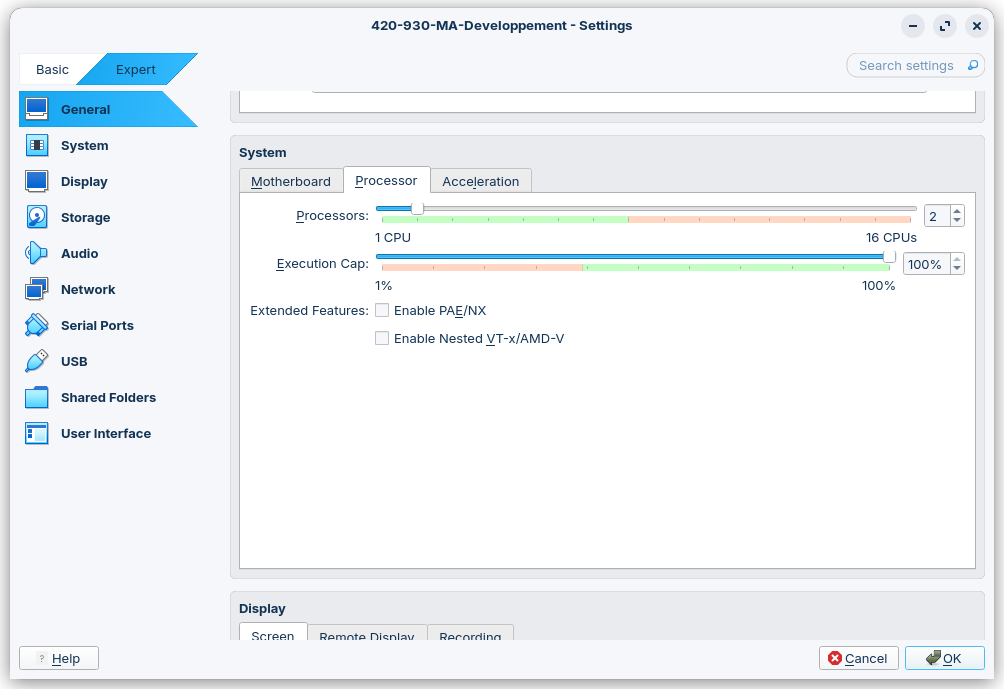 420-930-MA-Developpement - Settings
Basic Expert Search settings
General
System
Display
Storage
Audio
Network
Serial Ports
USB
Shared Folders
User Interface
System
Motherboard Processor Acceleration
Processors: 2
1 CPU 16 CPUs
Execution Cap: 100%
1% 100%
Extended Features: Enable PAE/NX
Enable Nested VT-x/AMD-V
Display
Screen Remote Display Recording
? Help Cancel OK